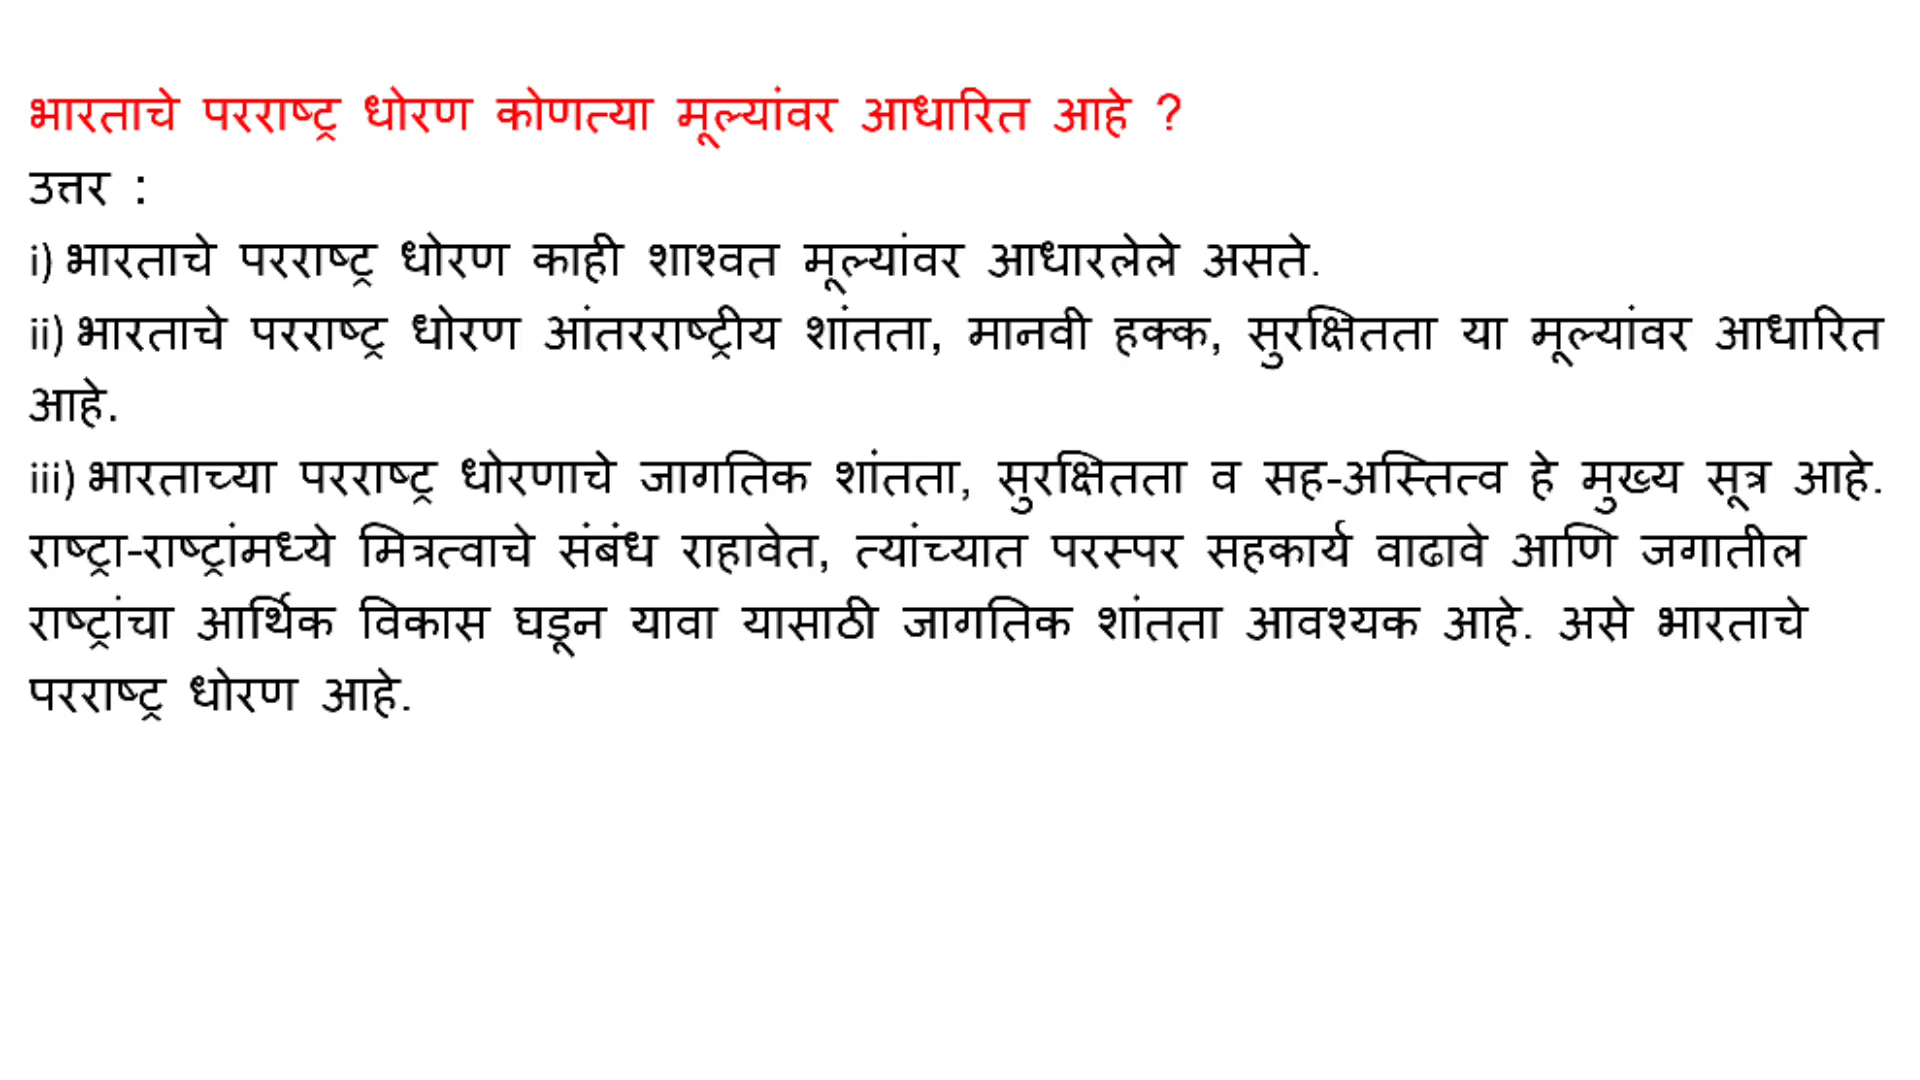 भारताचे परराष्ट्र धोरण कोणत्या मूल्यांवर आधारित आहे ?
उत्तर :
i) भारताचे परराष्ट्र धोरण काही शाश्वत मूल्यांवर आधारलेले असते.
ii) भारताचे परराष्ट्र धोरण आंतरराष्ट्रीय शांतता, मानवी हक्क, सुरक्षितता या मूल्यांवर आधारित
आहे.
iii) भारताच्या परराष्ट्र धोरणाचे जागतिक शांतता, सुरक्षितता व सह-अस्तित्व हे मुख्य सूत्र आहे.
राष्ट्रा-राष्ट्रांमध्ये मित्रत्वाचे संबंध राहावेत, त्यांच्यात परस्पर सहकार्य वाढावे आणि जगातील
राष्ट्रांचा आर्थिक विकास घडून यावा यासाठी जागतिक शांतता आवश्यक आहे. असे भारताचे
परराष्ट्र धोरण आहे.